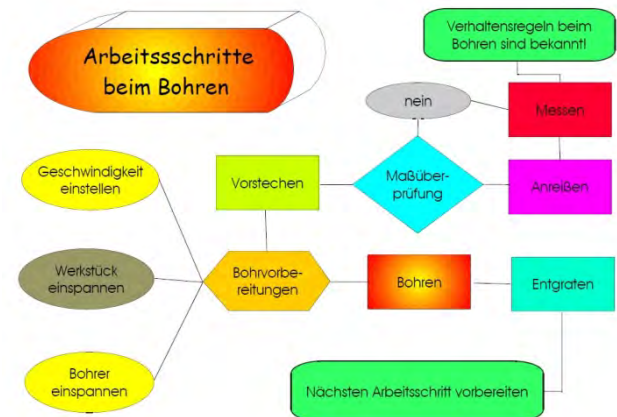 Arbeitssschritte
beim Bohren
Verhaltensregeln beim
Bohren sind bekannt!
nein
Messen
Geschwindigkeit
einstellen
Vorstechen
Maßüber-
prüfung
Anreißen
Werkstück
einspannen
Bohrvorbe-
reitungen
Bohren
Entgraten
Bohrer
einspannen
Nächsten Arbeitsschritt vorbereiten